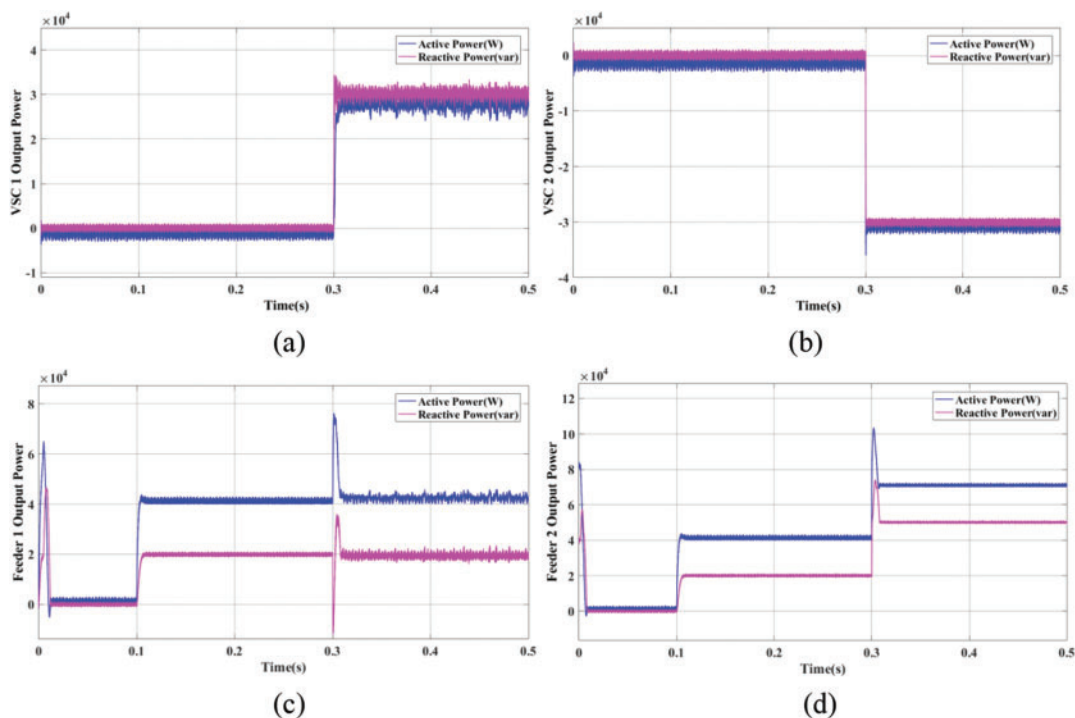 ×10⁴
Active Power(W)
Reactive Power(var)
VSC 1 Output Power
4
3
2
1
0
-1
0
0.1
0.2
0.3
0.4
0.5
Time(s)
(a)
×10⁴
Active Power(W)
Reactive Power(var)
VSC 2 Output Power
0
-1
-2
-3
-4
0
0.1
0.2
0.3
0.4
0.5
Time(s)
(b)
×10⁴
Active Power(W)
Reactive Power(var)
Feeder 1 Output Power
8
6
4
2
0
0
0.1
0.2
0.3
0.4
0.5
Time(s)
(c)
×10⁴
Active Power(W)
Reactive Power(var)
Feeder 2 Output Power
12
10
8
6
4
2
0
0
0.1
0.2
0.3
0.4
0.5
Time(s)
(d)